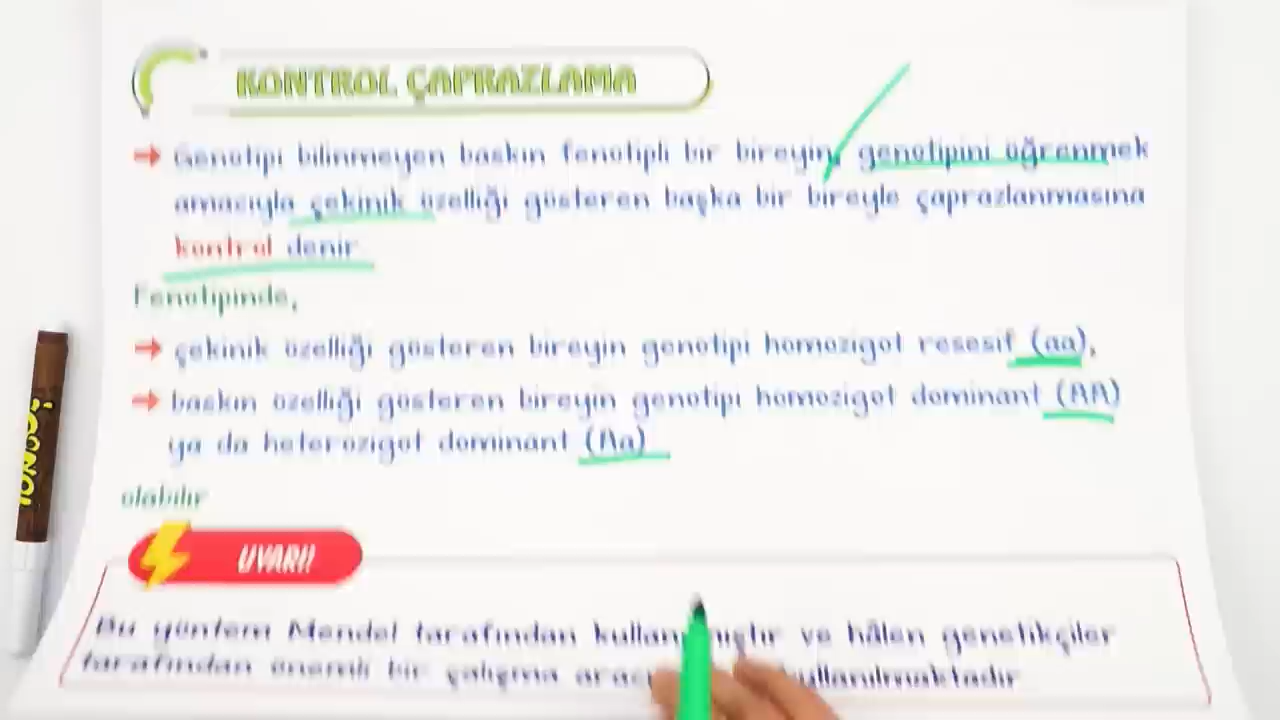 KONTROL ÇAPRAZLAMA
Genotipi bilinmeyen baskın fenotipli bir bireyin, genotipini öğrenmek
amacıyla çekinik özelliği gösteren başka bir bireyle çaprazlanmasına
kontrol denir
Fenotipinde,
çekinik özelliği gösteren bireyin genotipi homozigot resesif (aa),
baskın özelliği gösteren bireyin genotipi homozigot dominant (AA)
ya da heterozigot dominant (Aa)
olabilir
UYARI!
Bu yöntem Mendel tarafından ve hâlen genetikçiler
tarafından önemli bir çalışma kullanılmaktadır